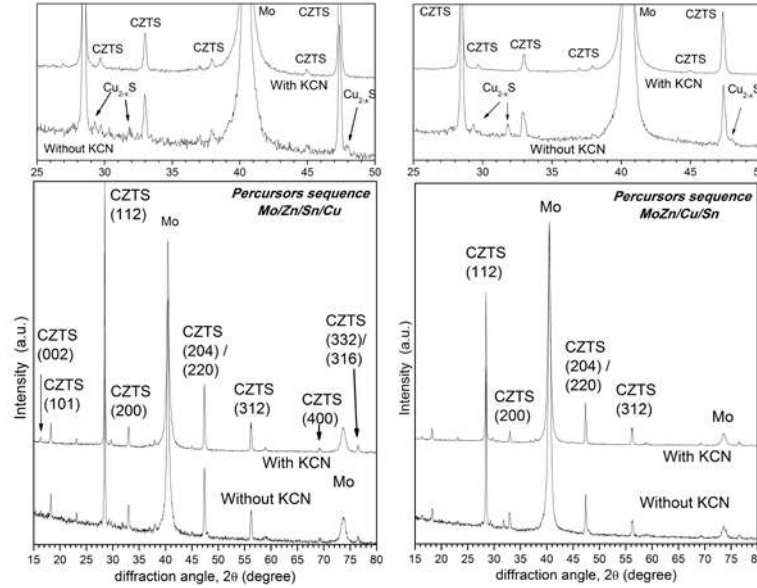 CZTS
CZTS
CZTS
Mo
CZTS
CZTS
With KCN
Cu2-xS
Cu2-xS
Without KCN
25 30 35 40 45 50
CZTS
CZTS
CZTS
CZTS
Mo
CZTS
CZTS
With KCN
Cu2-xS
Cu2-xS
Without KCN
25 30 35 40 45 50
Percursors sequence
Mo/Zn/Sn/Cu
CZTS
(112)
Mo
CZTS
(002)
CZTS
(101)
CZTS
(200)
CZTS
(204) /
(220)
CZTS
(312)
CZTS
(400)
CZTS
(332)/
(316)
With KCN
Without KCN
Mo
Intensity (a.u.)
15 20 25 30 35 40 45 50 55 60 65 70 75 80
diffraction angle, 2θ (degree)
Percursors sequence
MoZn/Cu/Sn
Mo
CZTS
(112)
CZTS
(200)
CZTS
(204) /
(220)
CZTS
(312)
Mo
With KCN
Without KCN
Intensity (a.u.)
15 20 25 30 35 40 45 50 55 60 65 70 75 80
diffraction angle, 2θ (degree)